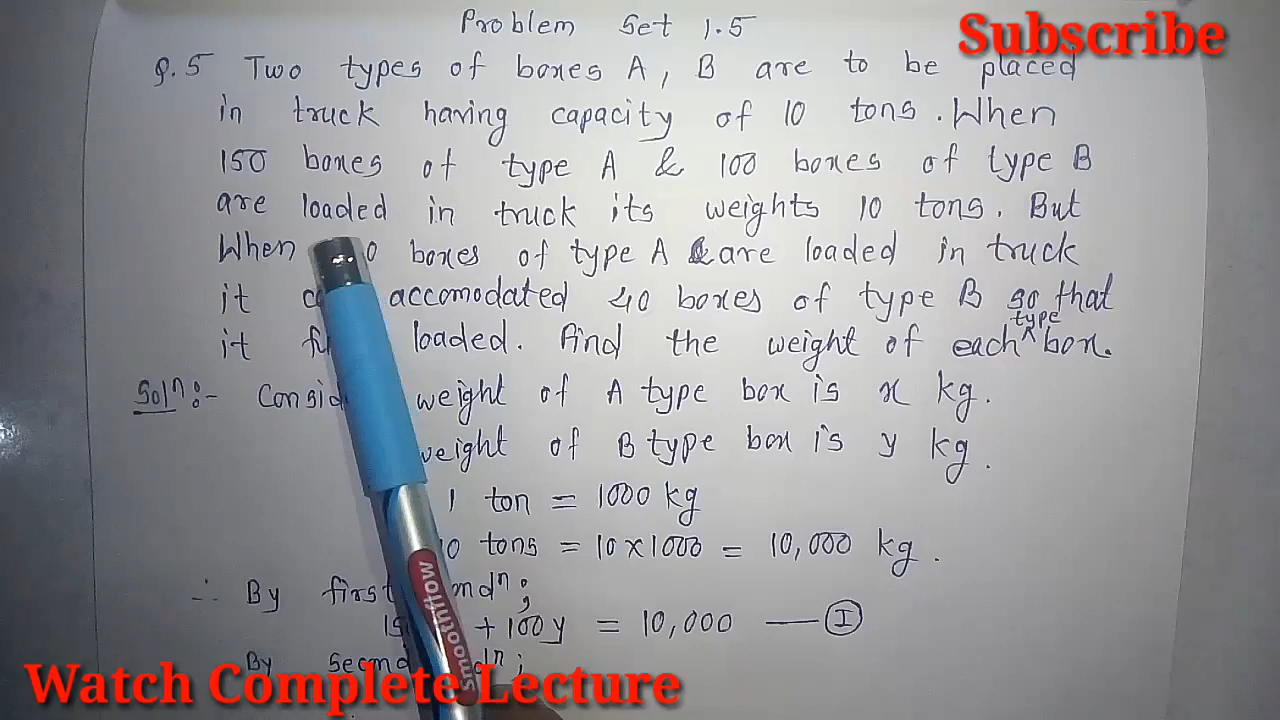 Problem Set 1.5
Subscribe
Q.5 Two types of boxes A, B are to be placed
in truck having capacity of 10 tons. When
150 boxes of type A & 100 boxes of type B
are loaded in truck its weights 10 tons. But
When boxes of type A are loaded in truck
it accomodated 40 boxes of type B so that
it loaded. Find the weight of each type box.
Solⁿ:- weight of A type box is x kg.
weight of B type box is y kg.
1 ton = 1000 kg
10 tons = 10 x 1000 = 10,000 kg.
∴ By first
+ 100y = 10,000 — I
By second
smoothflow
Watch Complete Lecture